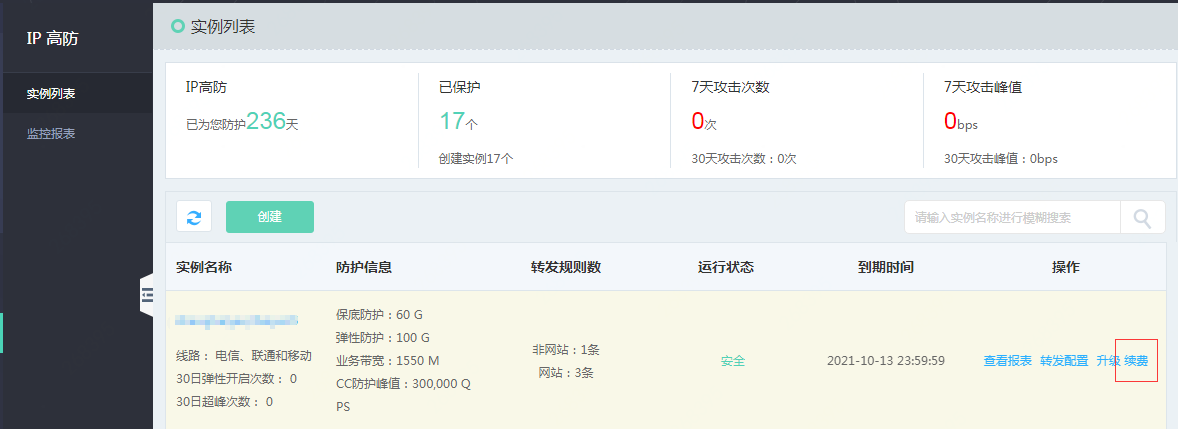 IP 高防
实例列表
监控报表
实例列表
IP高防
已为您防护236天
已保护
17个
创建实例17个
7天攻击次数
0次
30天攻击次数：0次
7天攻击峰值
0bps
30天攻击峰值：0bps
创建
请输入实例名称进行模糊搜索
实例名称 防护信息 转发规则数 运行状态 到期时间 操作
线路： 电信、联通和移动
30日弹性开启次数： 0
30日超峰次数： 0
保底防护：60 G
弹性防护：100 G
业务带宽：1550 M
CC防护峰值：300,000 Q
PS
非网站：1条
网站：3条
安全
2021-10-13 23:59:59
查看报表 转发配置 升级 续费